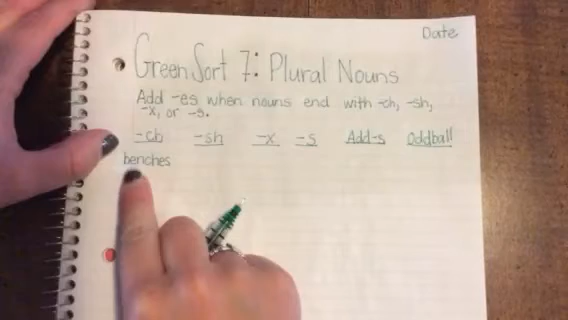 Date
Green Sort 7: Plural Nouns
Add -es when nouns end with -ch, -sh,
-x, or -s.
-ch -sh -x -s Add-s Oddball
benches